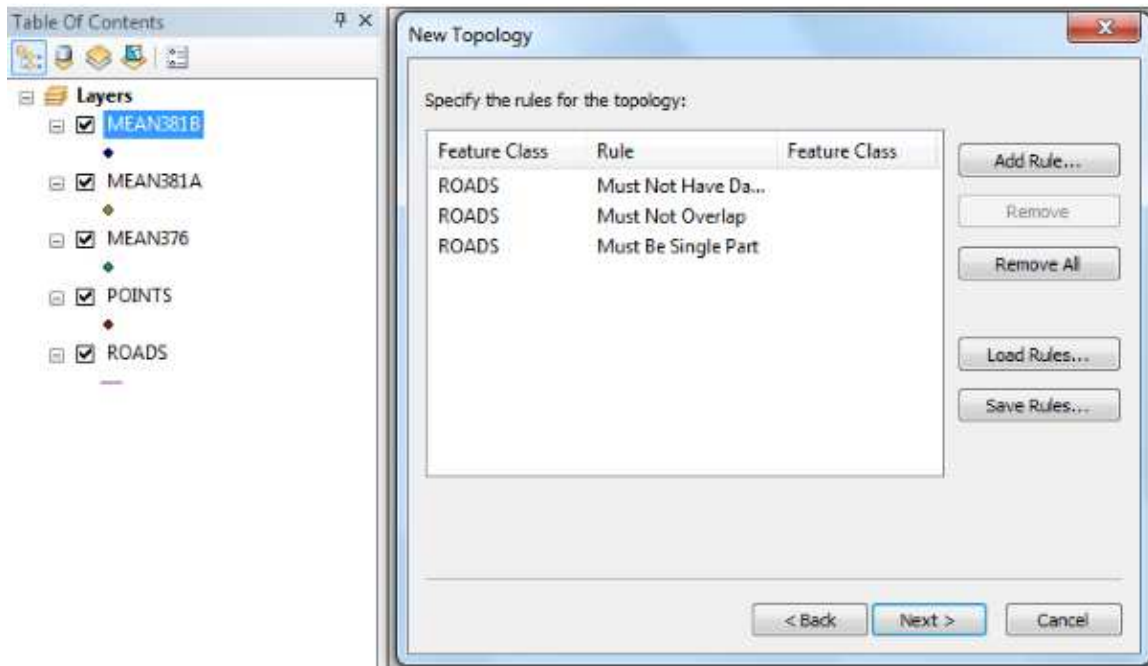 Table Of Contents
Layers
MEAN381B
MEAN381A
MEAN376
POINTS
ROADS
New Topology
Specify the rules for the topology:
Feature Class Rule Feature Class
ROADS Must Not Have Da...
ROADS Must Not Overlap
ROADS Must Be Single Part
Add Rule...
Remove
Remove All
Load Rules...
Save Rules...
< Back
Next >
Cancel